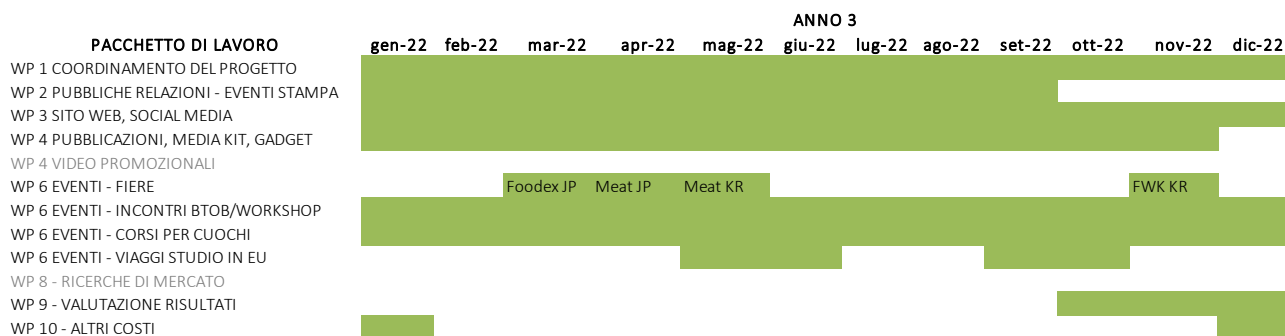 ANNO 3
PACCHETTO DI LAVORO gen-22 feb-22 mar-22 apr-22 mag-22 giu-22 lug-22 ago-22 set-22 ott-22 nov-22 dic-22
WP 1 COORDINAMENTO DEL PROGETTO
WP 2 PUBBLICHE RELAZIONI - EVENTI STAMPA
WP 3 SITO WEB, SOCIAL MEDIA
WP 4 PUBBLICAZIONI, MEDIA KIT, GADGET
WP 4 VIDEO PROMOZIONALI
WP 6 EVENTI - FIERE Foodex JP Meat JP Meat KR FWK KR
WP 6 EVENTI - INCONTRI BTOB/WORKSHOP
WP 6 EVENTI - CORSI PER CUOCHI
WP 6 EVENTI - VIAGGI STUDIO IN EU
WP 8 - RICERCHE DI MERCATO
WP 9 - VALUTAZIONE RISULTATI
WP 10 - ALTRI COSTI